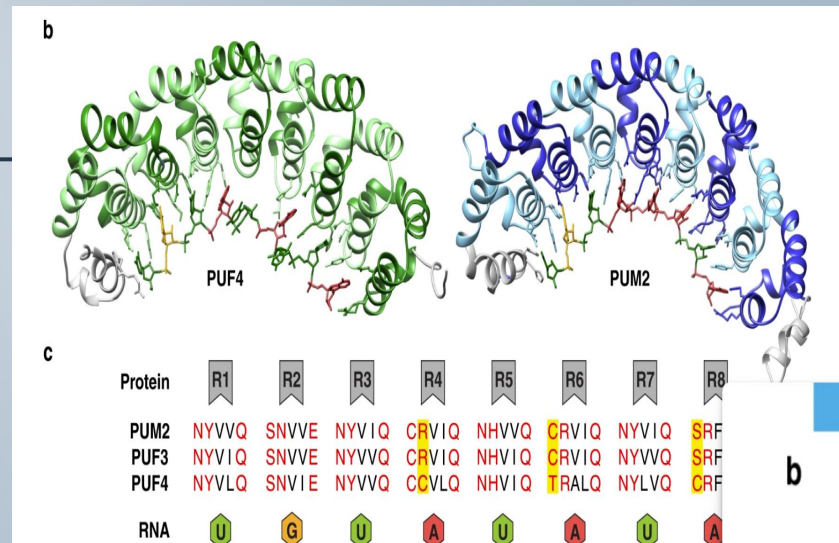 b
PUF4 PUM2
c
Protein R1 R2 R3 R4 R5 R6 R7 R8
PUM2 NYVVQ SNVVE NYVIQ CRVIQ NHVVQ CRVIQ NYVIQ SRF
PUF3 NYVIQ SNVVE NYVVQ CRVIQ NHVIQ CRVIQ NYVVQ SRF
PUF4 NYVLQ SNVIE NYVVQ CCVLQ NHVIQ TRALQ NYLVQ CRF
b
RNA U G U A U A U A